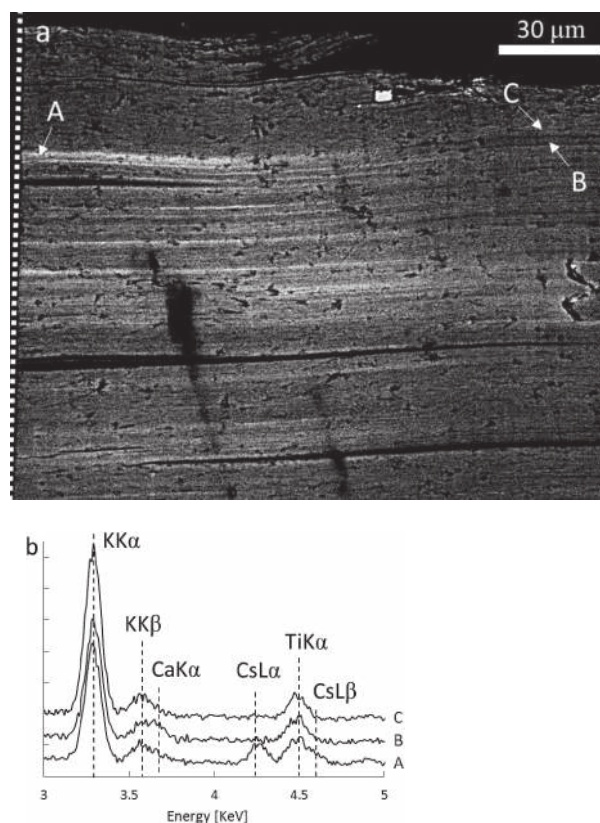 a
30 μm
A
C
B
b
KKα
KKβ
CaKα
CsLα
TiKα
CsLβ
C
B
A
3
3.5
4
4.5
5
Energy [KeV]